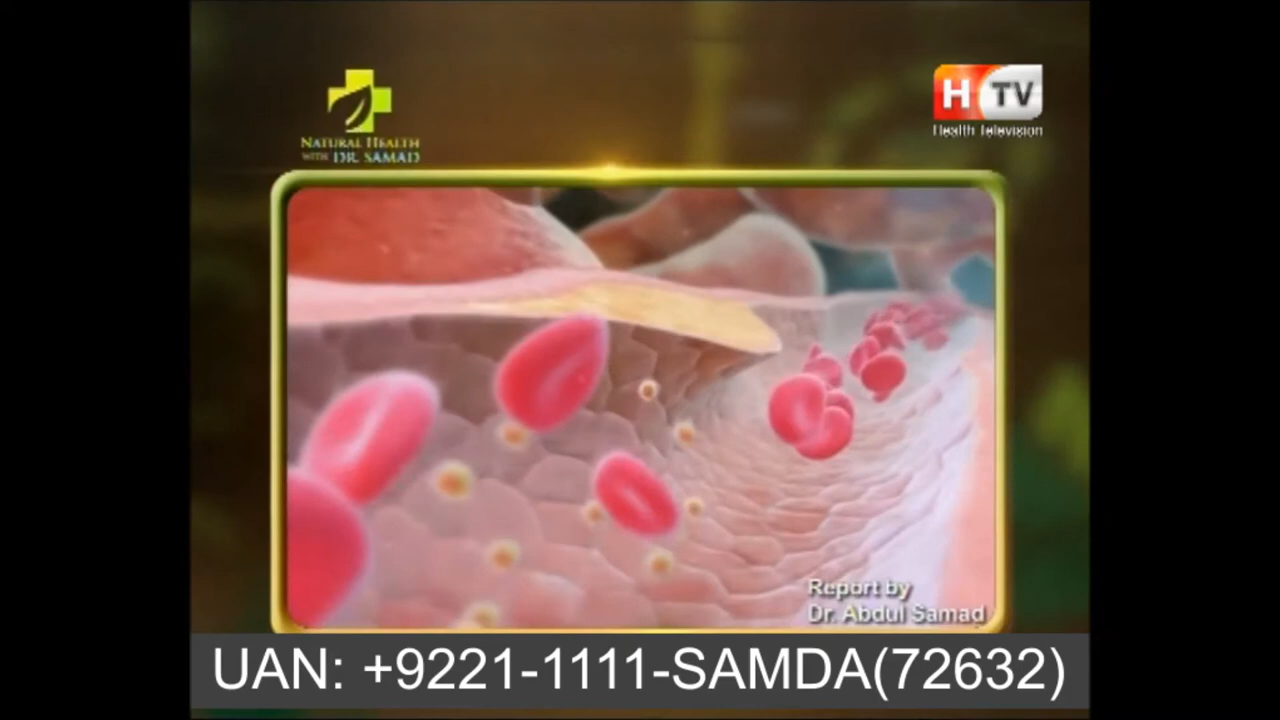 NATURAL HEALTH
WITH DR. SAMAD
H TV
Health Television
Report by
Dr. Abdul Samad
UAN: +9221-1111-SAMDA(72632)